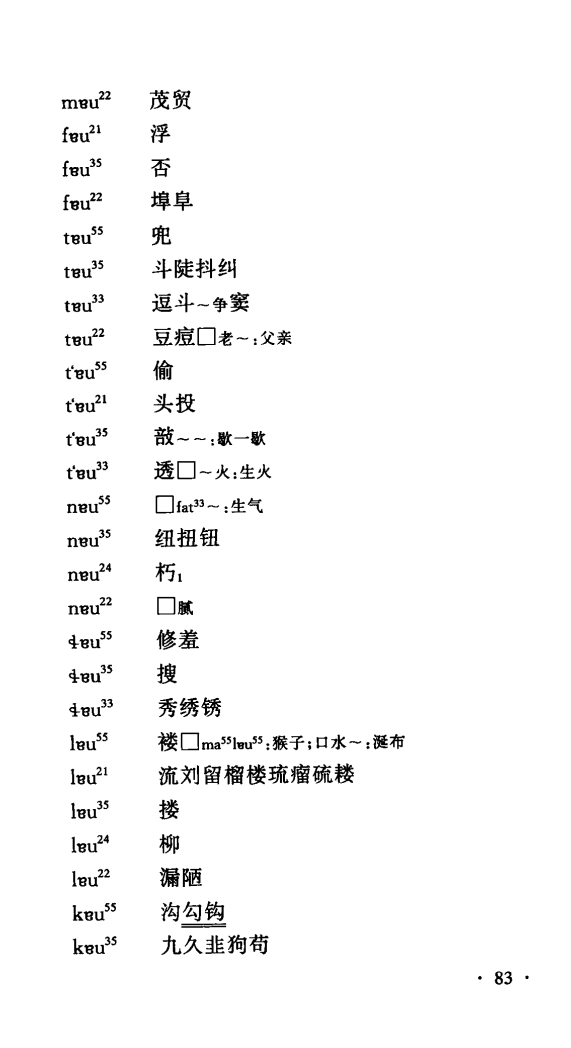 mɐu²² 茂贸
fɐu²¹ 浮
fɐu³⁵ 否
fɐu²² 埠阜
tɐu⁵⁵ 兜
tɐu³⁵ 斗陡抖纠
tɐu³³ 逗斗～争窦
tɐu²² 豆痘□老～:父亲
t‘ɐu⁵⁵ 偷
t‘ɐu²¹ 头投
t‘ɐu³⁵ 敨～～:歇一歇
t‘ɐu³³ 透□～火:生火
nɐu⁵⁵ □fat³³～:生气
nɐu³⁵ 纽扭钮
nɐu²⁴ 朽₁
nɐu²² □腻
ɬɐu⁵⁵ 修羞
ɬɐu³⁵ 搜
ɬɐu³³ 秀绣锈
lɐu⁵⁵ 褛□ma⁵⁵lɐu⁵⁵:猴子;口水～:涎布
lɐu²¹ 流刘留榴楼琉瘤硫耧
lɐu³⁵ 搂
lɐu²⁴ 柳
lɐu²² 漏陋
kɐu⁵⁵ 沟勾钩
kɐu³⁵ 九久韭狗苟
· 83 ·